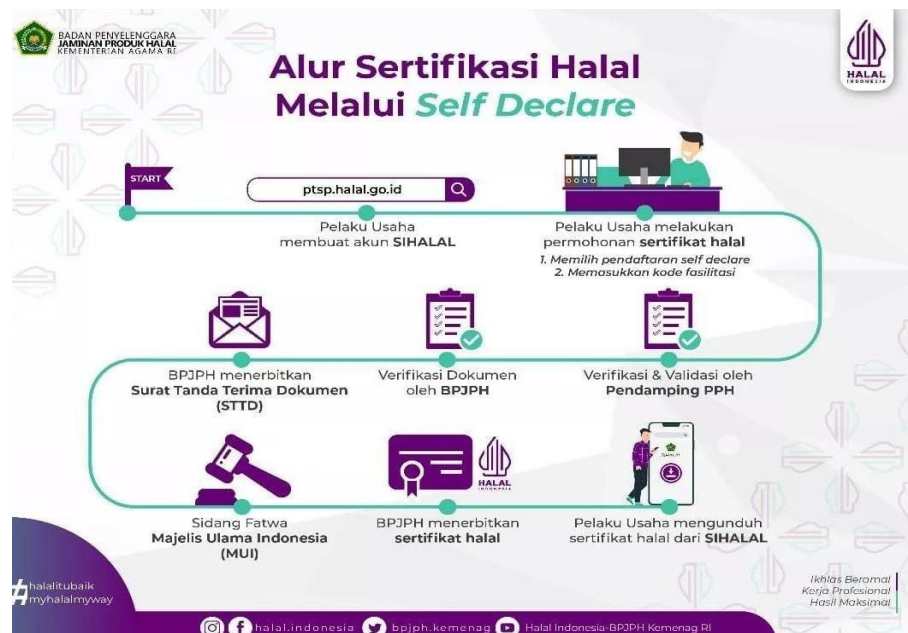 BADAN PENYELENGGARA
JAMINAN PRODUK HALAL
KEMENTERIAN AGAMA RI
HALAL
INDONESIA
Alur Sertifikasi Halal
Melalui Self Declare
START
ptsp.halal.go.id
Pelaku Usaha
membuat akun SIHALAL
Pelaku Usaha melakukan
permohonan sertifikat halal
1. Memilih pendaftaran self declare
2. Memasukkan kode fasilitasi
Verifikasi & Validasi oleh
Pendamping PPH
Verifikasi Dokumen
oleh BPJPH
BPJPH menerbitkan
Surat Tanda Terima Dokumen
(STTD)
Sidang Fatwa
Majelis Ulama Indonesia
(MUI)
HALAL
INDONESIA
BPJPH menerbitkan
sertifikat halal
Pelaku Usaha mengunduh
sertifikat halal dari SIHALAL
#halalitubaik
myhalalmyway
Ikhlas Beramal
Kerja Profesional
Hasil Maksimal
halal.indonesia bpjph.kemenag Halal Indonesia-BPJPH Kemenag RI